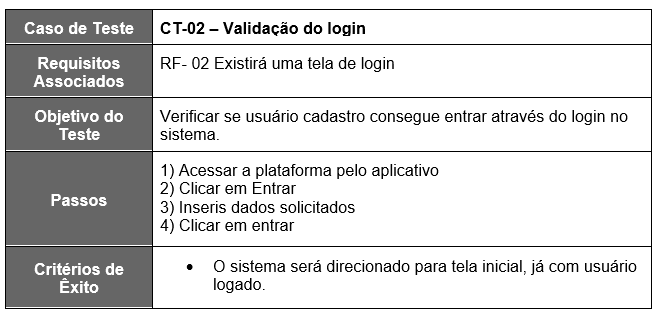 Caso de Teste CT-02 – Validação do login
Requisitos Associados RF- 02 Existirá uma tela de login
Objetivo do Teste Verificar se usuário cadastro consegue entrar através do login no
sistema.
Passos
1) Acessar a plataforma pelo aplicativo
2) Clicar em Entrar
3) Inseris dados solicitados
4) Clicar em entrar
Critérios de Êxito
• O sistema será direcionado para tela inicial, já com usuário
logado.